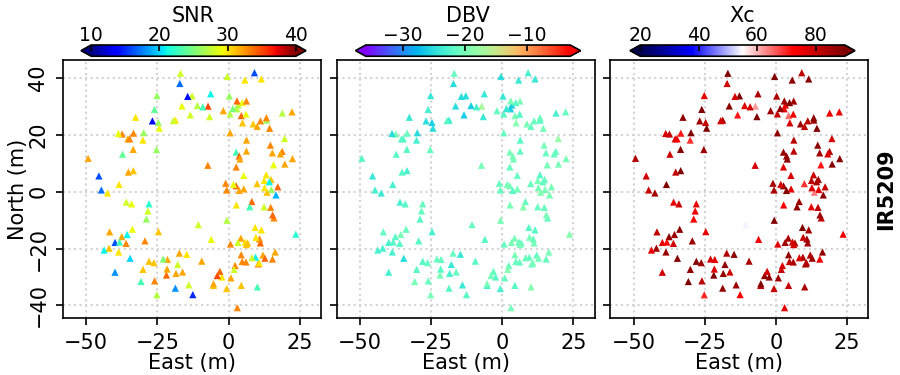 SNR DBV Xc
10 20 30 40 −30 −20 −10 20 40 60 80
40
20
0
−20
−40
North (m)
IR5209
−50 −25 0 25 −50 −25 0 25 −50 −25 0 25
East (m) East (m) East (m)